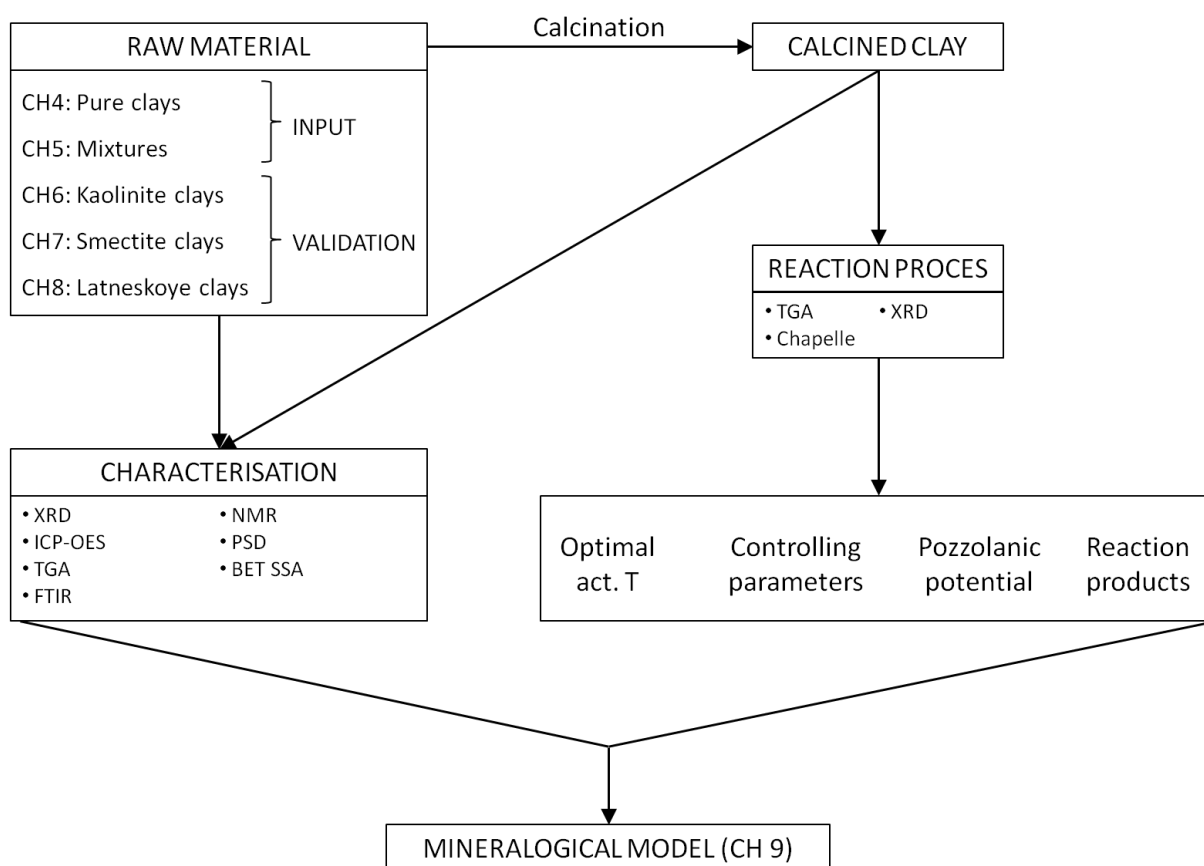 RAW MATERIAL
CH4: Pure clays
CH5: Mixtures
INPUT
CH6: Kaolinite clays
CH7: Smectite clays
CH8: Latneskoye clays
VALIDATION
Calcination
CALCINED CLAY
REACTION PROCES
• TGA
• XRD
• Chapelle
CHARACTERISATION
• XRD
• ICP-OES
• TGA
• FTIR
• NMR
• PSD
• BET SSA
Optimal
act. T
Controlling
parameters
Pozzolanic
potential
Reaction
products
MINERALOGICAL MODEL (CH 9)